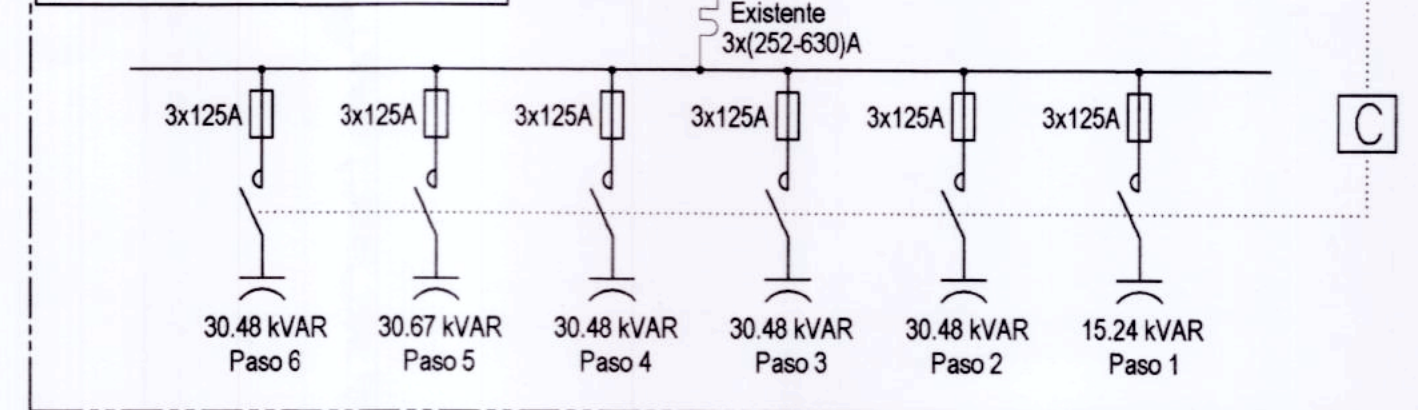 Existente
3x(252-630)A
3x125A 3x125A 3x125A 3x125A 3x125A 3x125A
C
30.48 kVAR 30.67 kVAR 30.48 kVAR 30.48 kVAR 30.48 kVAR 15.24 kVAR
Paso 6 Paso 5 Paso 4 Paso 3 Paso 2 Paso 1